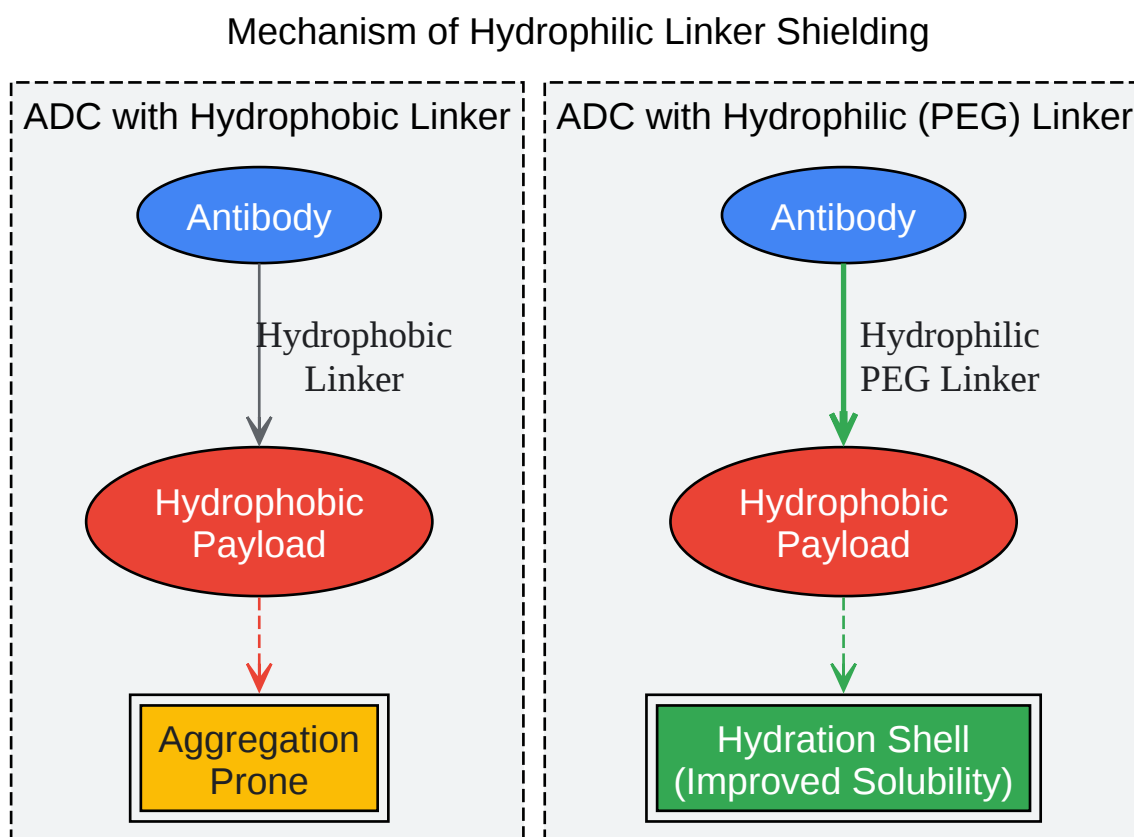 Mechanism of Hydrophilic Linker Shielding
ADC with Hydrophobic Linker
Antibody
Hydrophobic
Linker
Hydrophobic
Payload
Aggregation
Prone
ADC with Hydrophilic (PEG) Linker
Antibody
Hydrophilic
PEG Linker
Hydrophobic
Payload
Hydration Shell
(Improved Solubility)